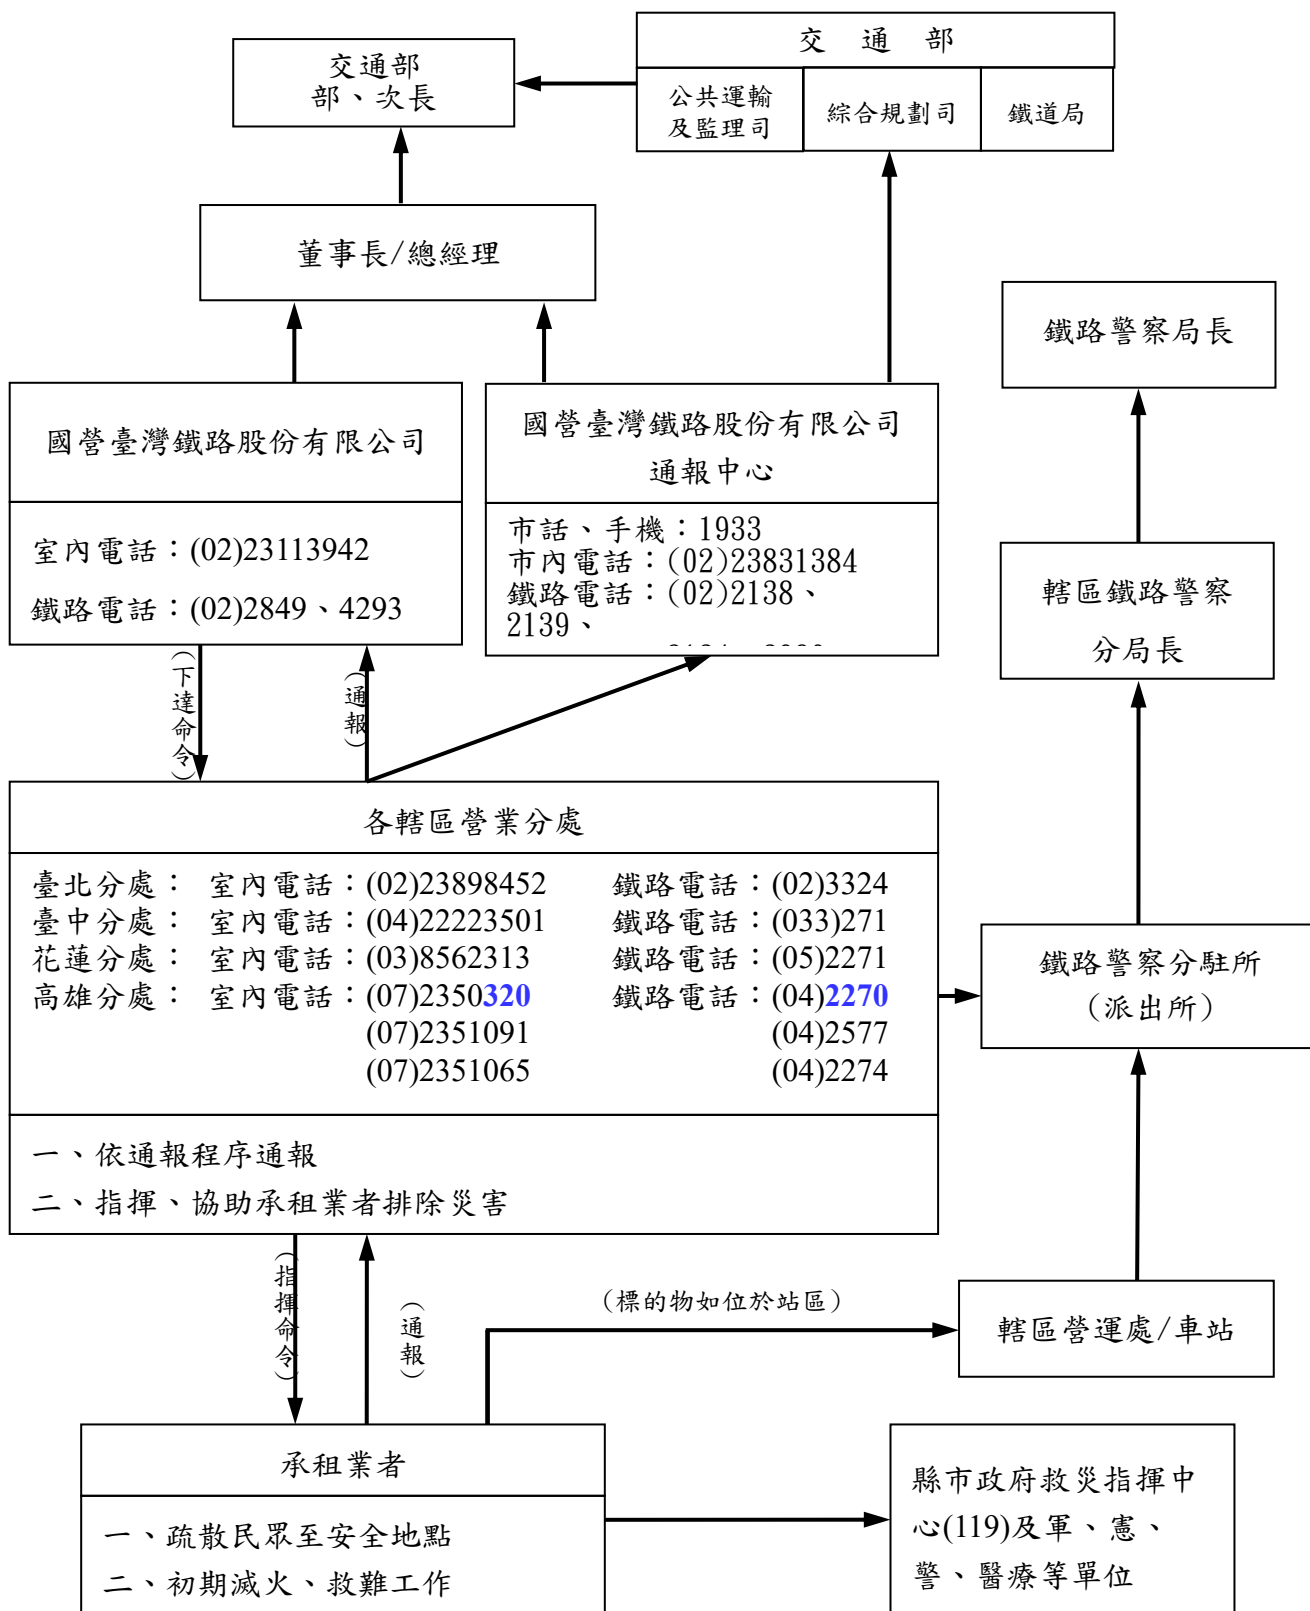 交通部
交通部
部、次長
公共運輸
及監理司
綜合規劃司
鐵道局
董事長/總經理
鐵路警察局長
國營臺灣鐵路股份有限公司
室內電話：(02)23113942
鐵路電話：(02)2849、4293
國營臺灣鐵路股份有限公司
通報中心
市話、手機：1933
市內電話：(02)23831384
鐵路電話：(02)2138、
2139、
轄區鐵路警察
分局長
(下達命令)
(通報)
各轄區營業分處
臺北分處： 室內電話：(02)23898452 鐵路電話：(02)3324
臺中分處： 室內電話：(04)22223501 鐵路電話：(033)271
花蓮分處： 室內電話：(03)8562313 鐵路電話：(05)2271
高雄分處： 室內電話：(07)2350320 鐵路電話：(04)2270
(07)2351091 (04)2577
(07)2351065 (04)2274
一、依通報程序通報
二、指揮、協助承租業者排除災害
鐵路警察分駐所
（派出所）
(指揮命令)
(通報)
（標的物如位於站區）
轄區營運處/車站
承租業者
一、疏散民眾至安全地點
二、初期滅火、救難工作
縣市政府救災指揮中
心(119)及軍、憲、
警、醫療等單位